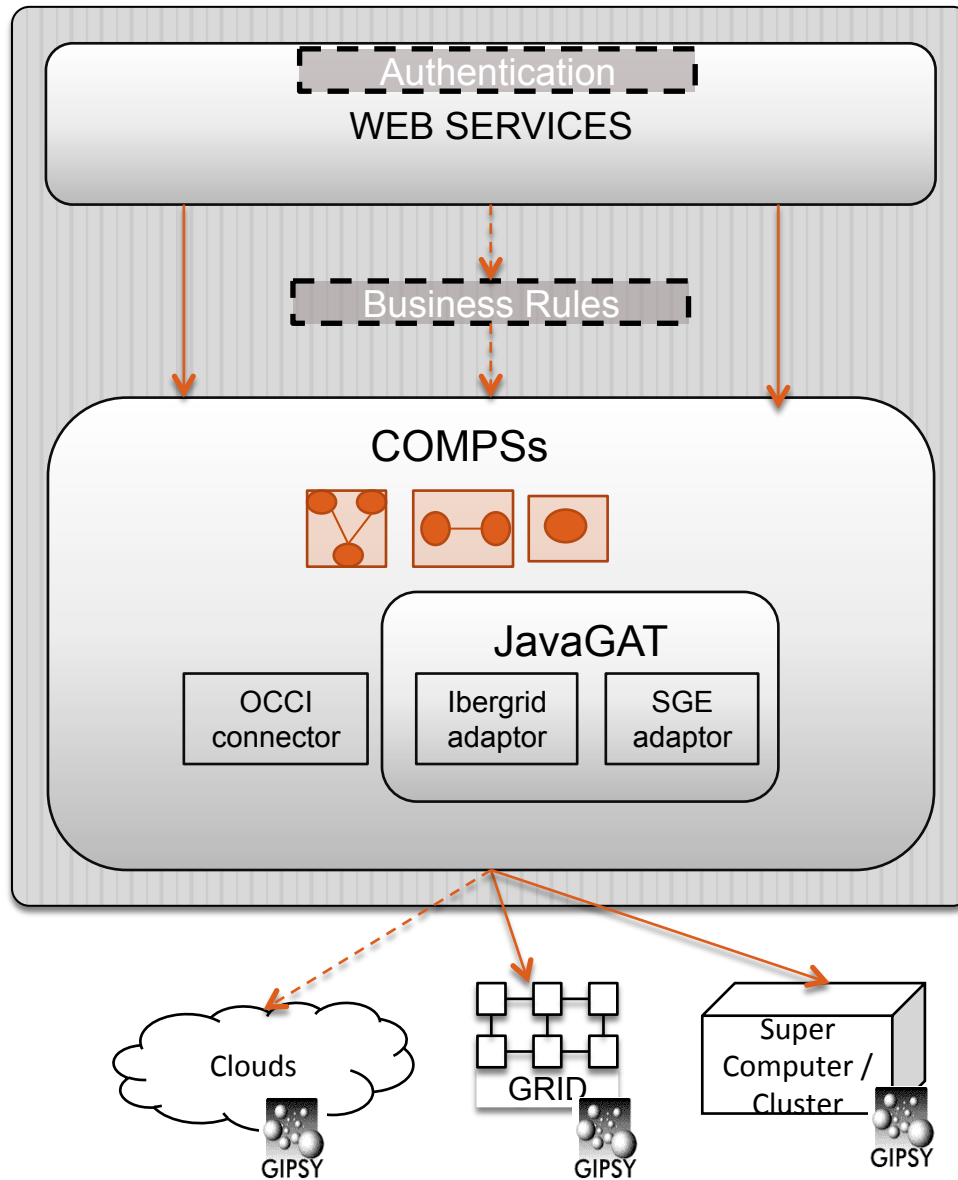 Authentication
WEB SERVICES
Business Rules
COMPSs
JavaGAT
OCCI
connector
Ibergrid
adaptor
SGE
adaptor
Clouds
GIPSY
GRID
GIPSY
Super
Computer /
Cluster
GIPSY